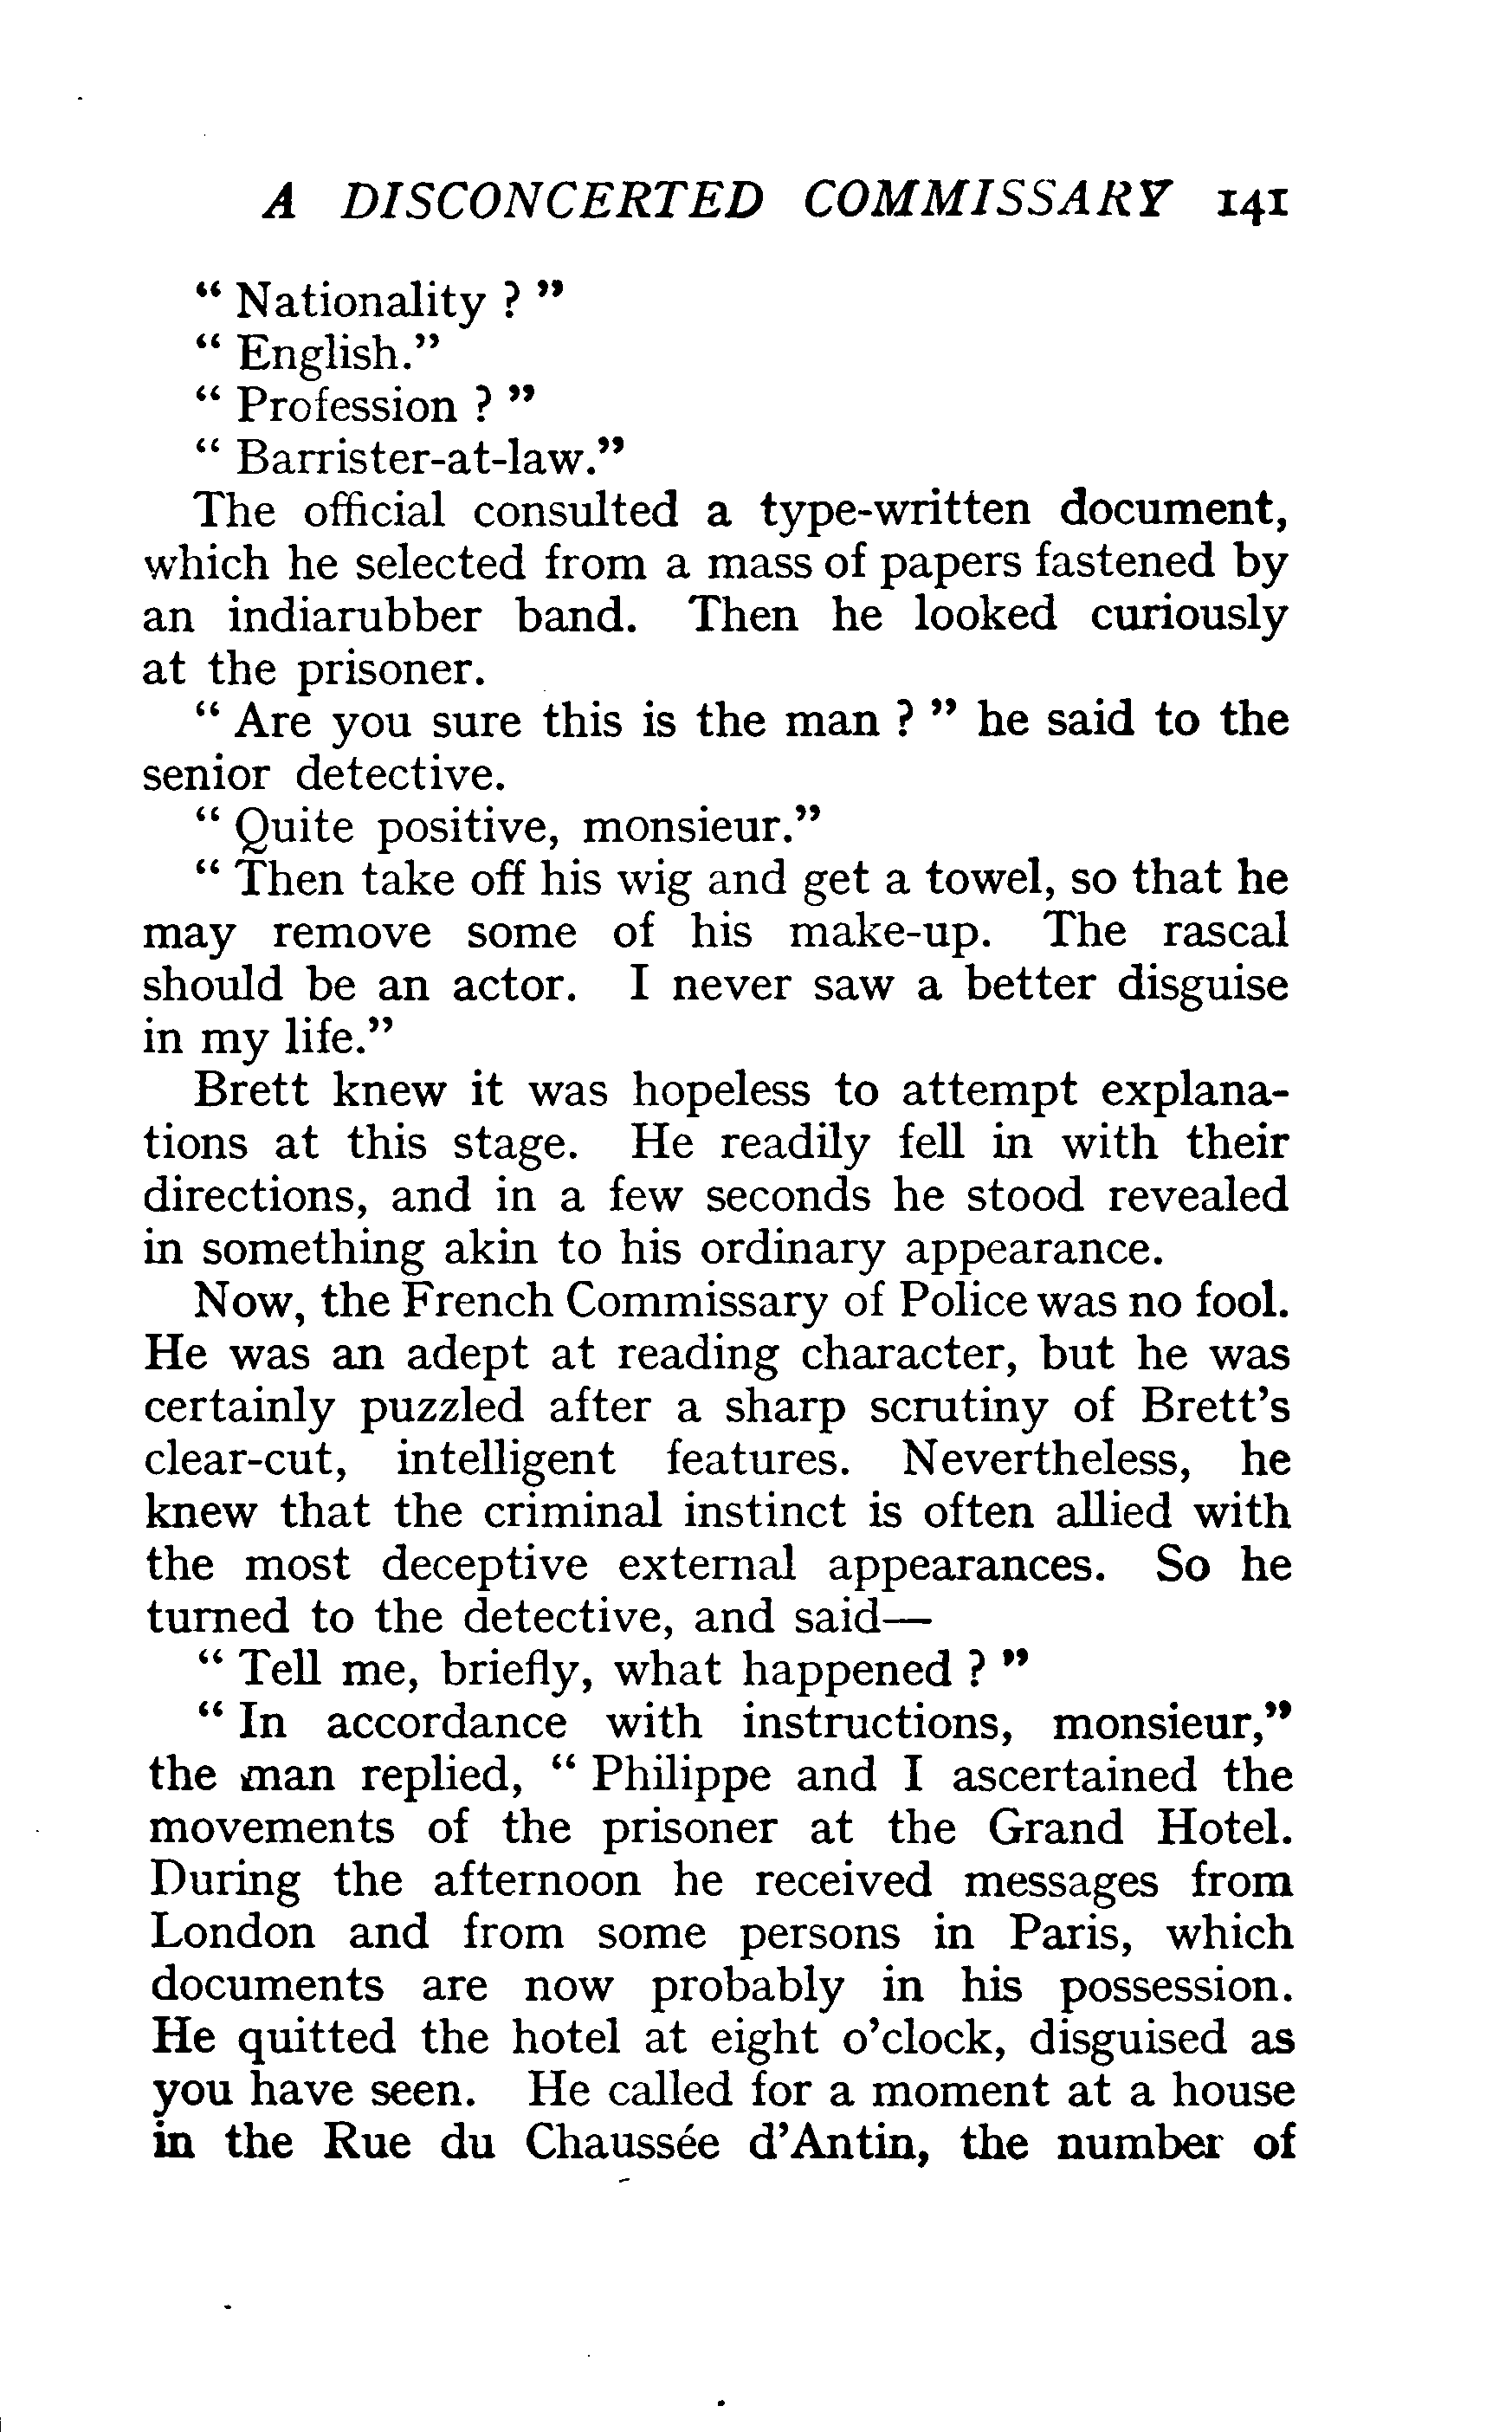 A DISCONCERTED COMMISSARY 141
" Nationality ? "
" English."
" Profession ? "
" Barrister-at-law."
The official consulted a type-written document,
which he selected from a mass of papers fastened by
an indiarubber band. Then he looked curiously
at the prisoner.
" Are you sure this is the man ? " he said to the
senior detective.
" Quite positive, monsieur."
" Then take off his wig and get a towel, so that he
may remove some of his make-up. The rascal
should be an actor. I never saw a better disguise
in my life."
Brett knew it was hopeless to attempt explana-
tions at this stage. He readily fell in with their
directions, and in a few seconds he stood revealed
in something akin to his ordinary appearance.
Now, the French Commissary of Police was no fool.
He was an adept at reading character, but he was
certainly puzzled after a sharp scrutiny of Brett's
clear-cut, intelligent features. Nevertheless, he
knew that the criminal instinct is often allied with
the most deceptive external appearances. So he
turned to the detective, and said—
" Tell me, briefly, what happened ? "
" In accordance with instructions, monsieur,"
the man replied, " Philippe and I ascertained the
movements of the prisoner at the Grand Hotel.
During the afternoon he received messages from
London and from some persons in Paris, which
documents are now probably in his possession.
He quitted the hotel at eight o'clock, disguised as
you have seen. He called for a moment at a house
in the Rue du Chaussée d'Antin, the number of